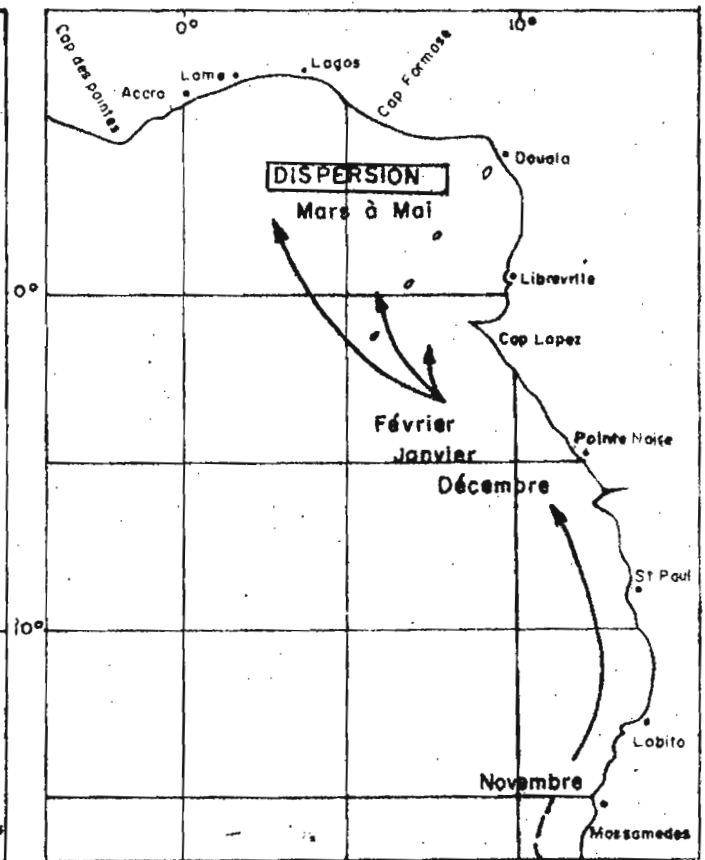 0°
10°
Cap des pointes
Accra
Lome
Lagos
Cap Formose
Douala
DISPERSION
Mars à Mai
0°
Libreville
Cap Lopez
Février
Pointe Noire
Janvier
Décembre
St Paul
10°
Lobito
Novembre
Mossamedes